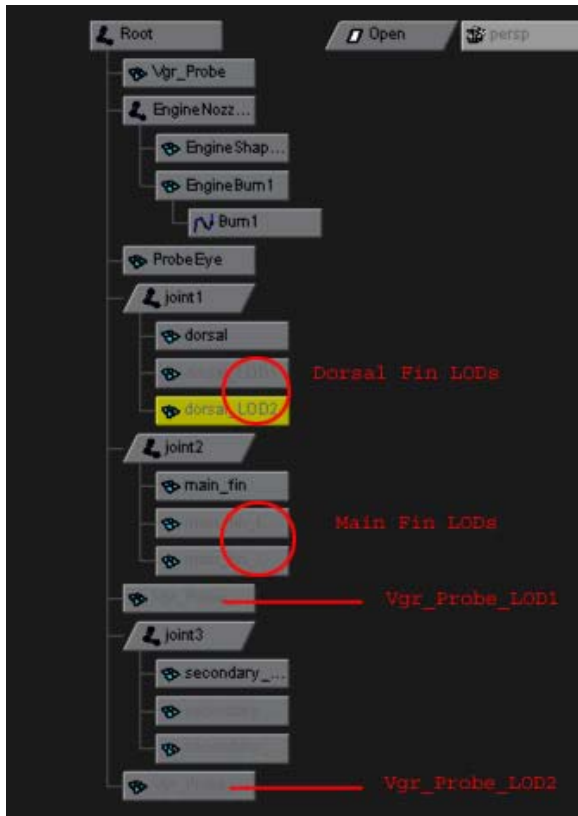 Root
Open
persp
Vgr_Probe
EngineNozz...
EngineShap...
EngineBurn1
Burn1
ProbeEye
joint1
dorsal
Dorsal Fin LODs
dorsal_LOD2
joint2
main_fin
Main Fin LODs
Vgr_Probe_LOD1
joint3
secondary_...
Vgr_Probe_LOD2